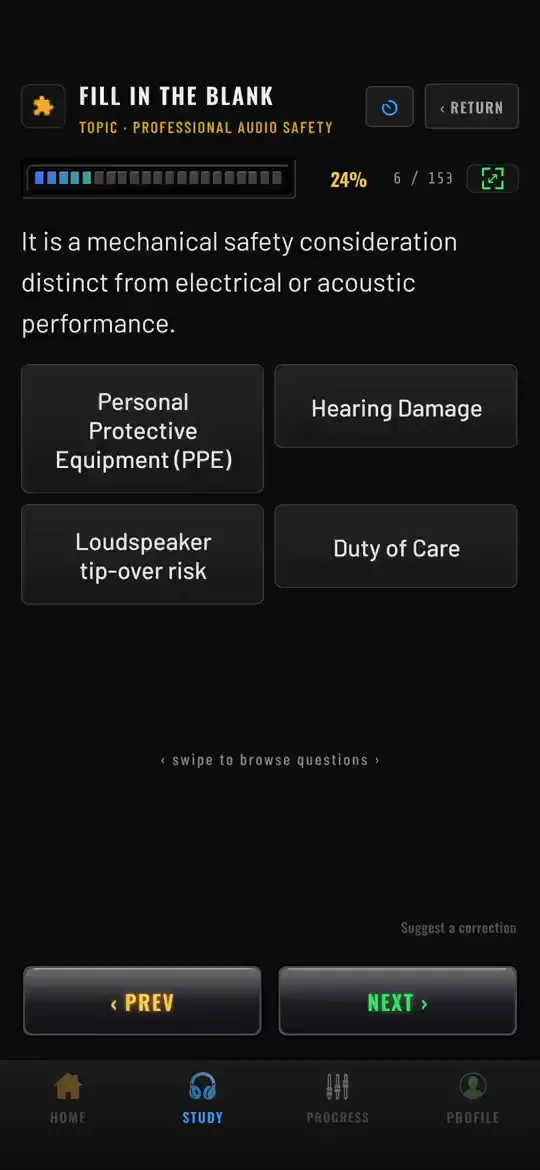 FILL IN THE BLANK
TOPIC · PROFESSIONAL AUDIO SAFETY
‹ RETURN
24%
6 / 153
It is a mechanical safety consideration
distinct from electrical or acoustic
performance.
Personal
Protective
Equipment (PPE)
Hearing Damage
Loudspeaker
tip-over risk
Duty of Care
‹ swipe to browse questions ›
Suggest a correction
‹ PREV
NEXT ›
HOME
STUDY
PROGRESS
PROFILE